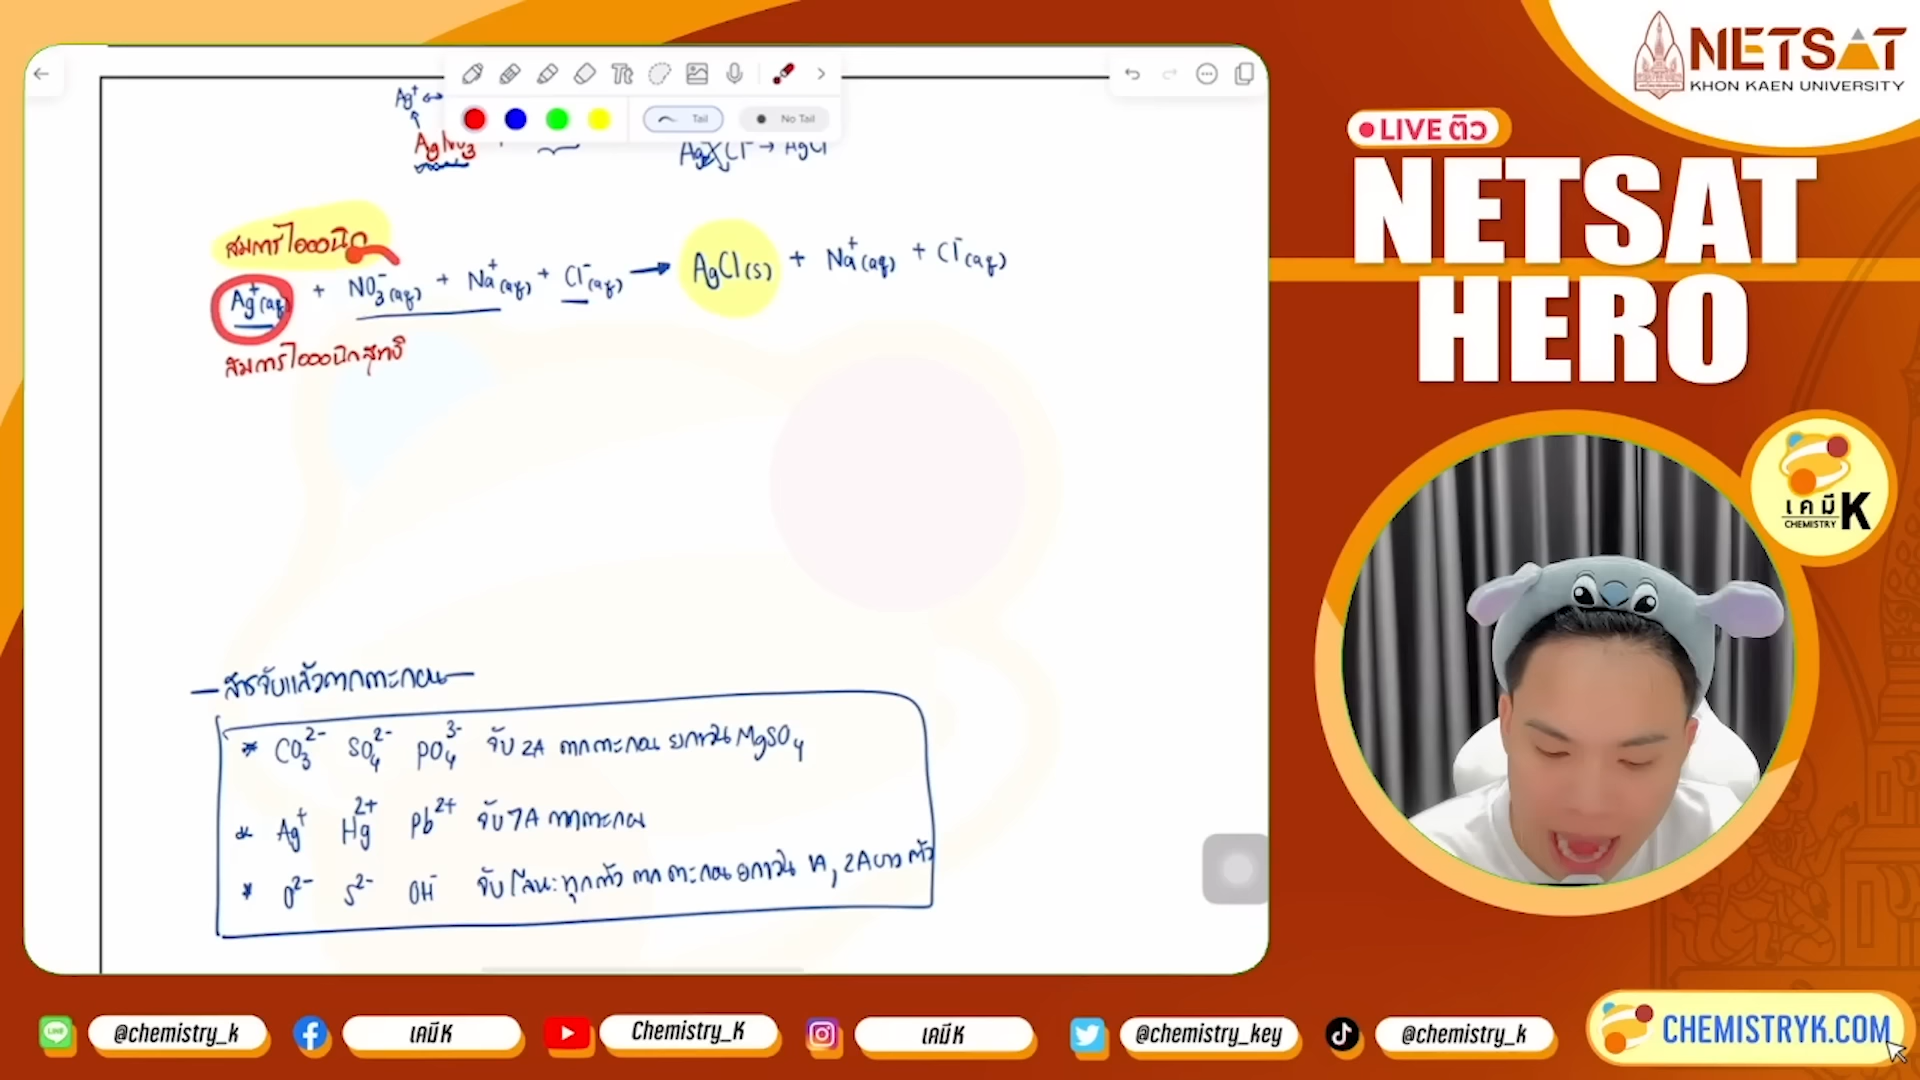 NETSAT
KHON KAEN UNIVERSITY
LIVE ติว
NETSAT
HERO
เคมี K
CHEMISTRY
Tail
No Tail
Ag⁺ ↔
AgNO₃
Cl⁻ → AgCl
สมการไอออนิก
Ag⁺(aq) + NO₃⁻(aq) + Na⁺(aq) + Cl⁻(aq) → AgCl(s) + Na⁺(aq) + Cl⁻(aq)
สมการไอออนิกสุทธิ
— สารจับแล้วตกตะกอน —
* CO₃²⁻ SO₄²⁻ PO₄³⁻ จับ 2A ตกตะกอน ยกเว้น MgSO₄
* Ag⁺ Hg²⁺ Pb²⁺ จับ 7A ตกตะกอน
* O²⁻ S²⁻ OH⁻ จับโลหะทุกตัว ตกตะกอน ยกเว้น 1A, 2A บางตัว
LINE @chemistry_k
เคมี K
Chemistry_K
เคมี K
@chemistry_key
@chemistry_k
CHEMISTRYK.COM